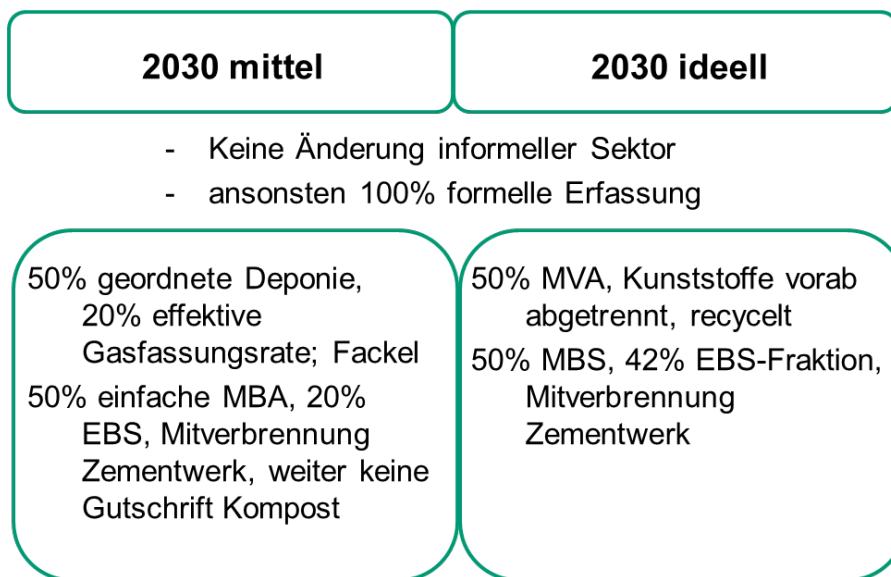 2030 mittel
2030 ideell
- Keine Änderung informeller Sektor
- ansonsten 100% formelle Erfassung
50% geordnete Deponie,
20% effektive
Gasfassungsrate; Fackel
50% einfache MBA, 20%
EBS, Mitverbrennung
Zementwerk, weiter keine
Gutschrift Kompost
50% MVA, Kunststoffe vorab
abgetrennt, recycelt
50% MBS, 42% EBS-Fraktion,
Mitverbrennung
Zementwerk